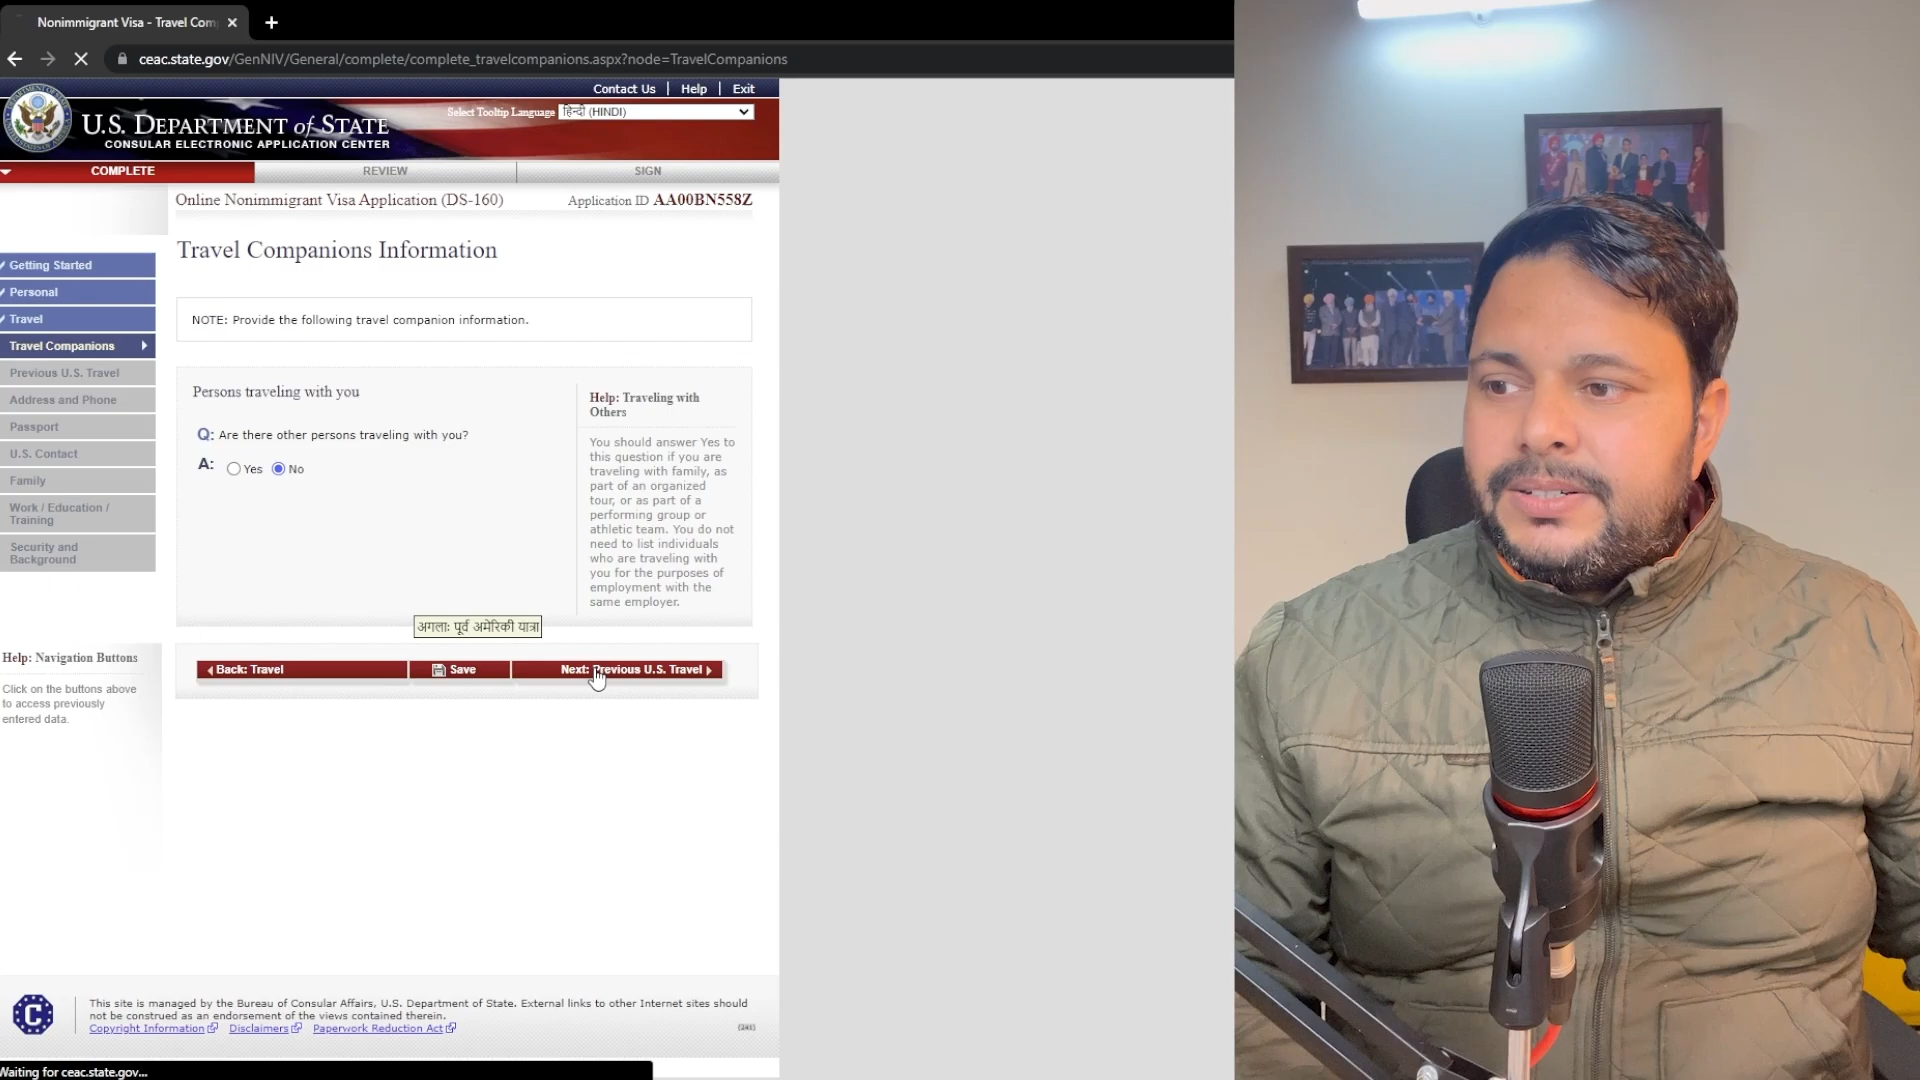 Nonimmigrant Visa - Travel Com
ceac.state.gov/GenNIV/General/complete/complete_travelcompanions.aspx?node=TravelCompanions
Contact Us | Help | Exit
Select Tooltip Language हिन्दी (HINDI)
U.S. DEPARTMENT of STATE
CONSULAR ELECTRONIC APPLICATION CENTER
COMPLETE
REVIEW
SIGN
Online Nonimmigrant Visa Application (DS-160)
Application ID AA00BN558Z
Travel Companions Information
Getting Started
Personal
Travel
Travel Companions
Previous U.S. Travel
Address and Phone
Passport
U.S. Contact
Family
Work / Education /
Training
Security and
Background
Help: Navigation Buttons
Click on the buttons above
to access previously
entered data.
NOTE: Provide the following travel companion information.
Persons traveling with you
Q: Are there other persons traveling with you?
A: Yes No
Help: Traveling with
Others
You should answer Yes to
this question if you are
traveling with family, as
part of an organized
tour, or as part of a
performing group or
athletic team. You do not
need to list individuals
who are traveling with
you for the purposes of
employment with the
same employer.
अगलाः पूर्व अमेरिकी यात्रा
Back: Travel
Save
Next: Previous U.S. Travel
C
This site is managed by the Bureau of Consular Affairs, U.S. Department of State. External links to other Internet sites should
not be construed as an endorsement of the views contained therein.
Copyright Information Disclaimers Paperwork Reduction Act
(241)
Waiting for ceac.state.gov...